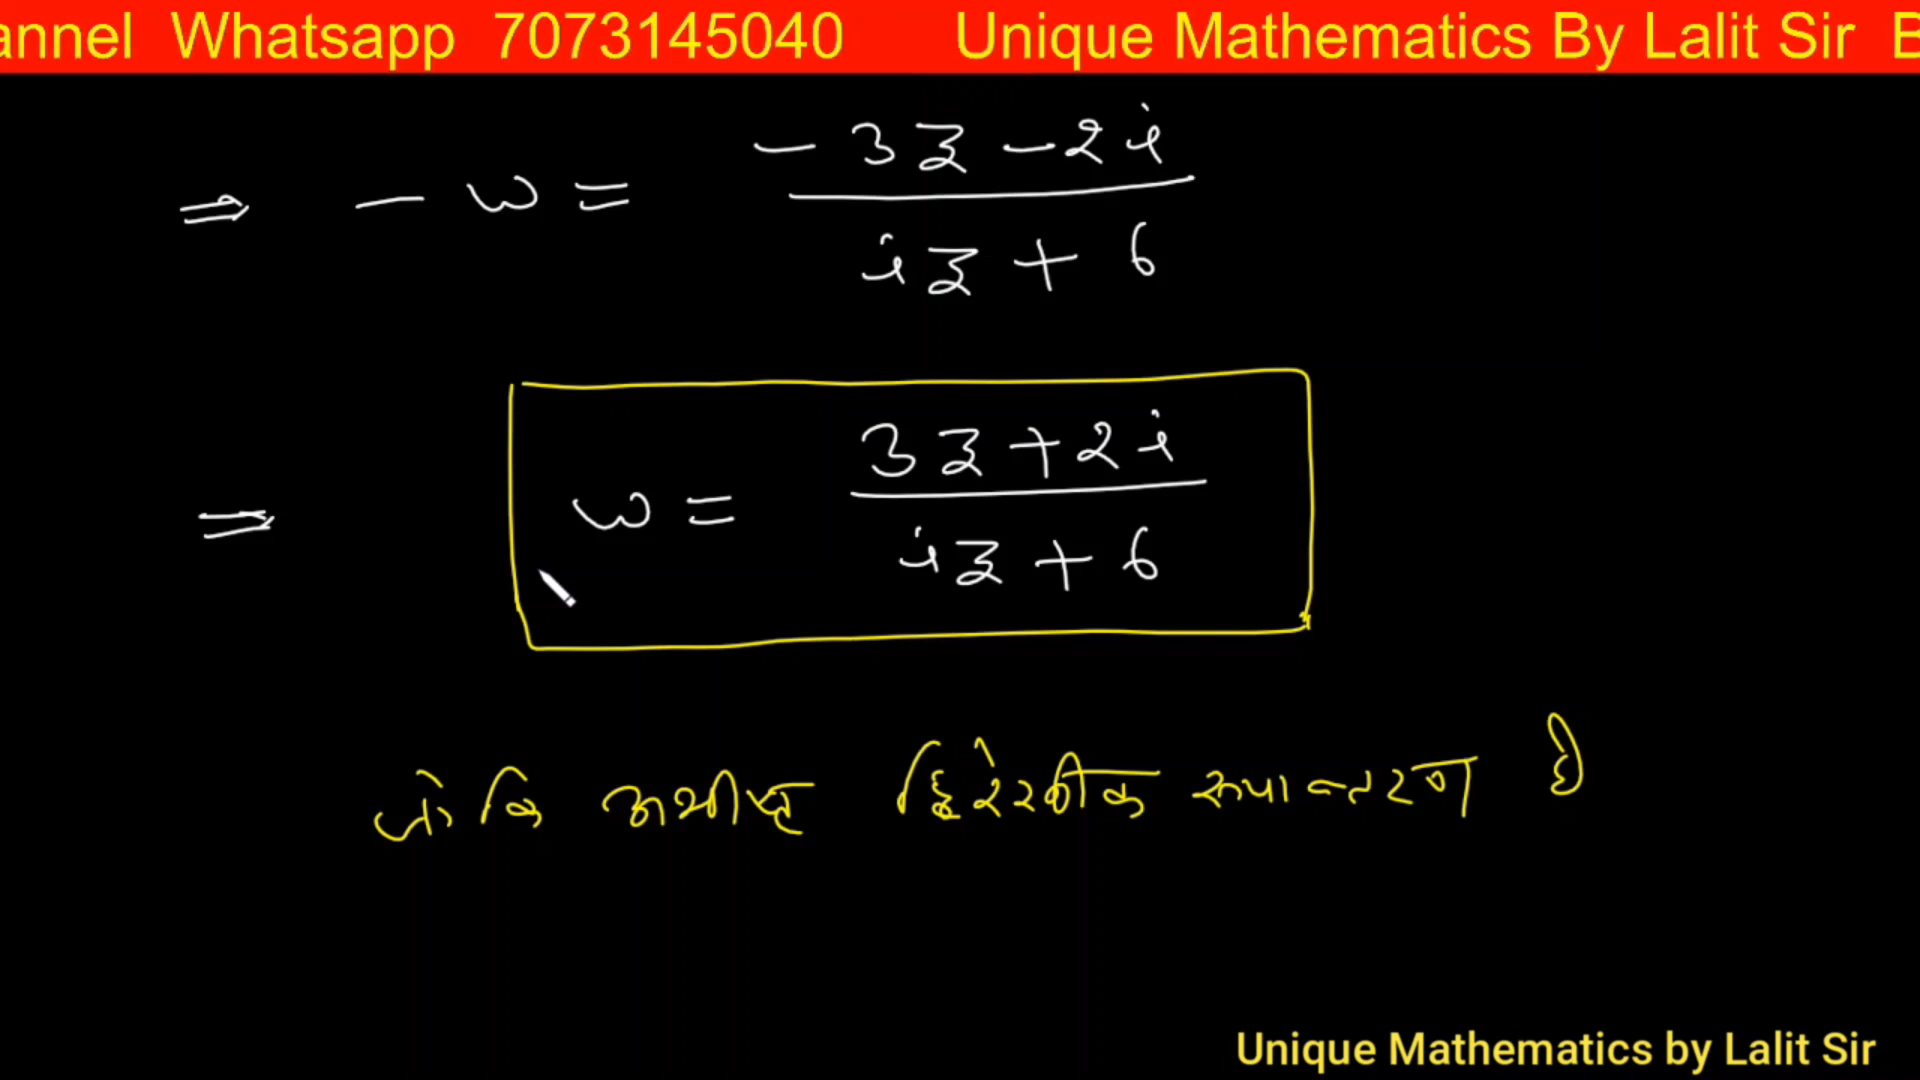 annel Whatsapp 7073145040 Unique Mathematics By Lalit Sir B
⇒ - w = (-3z - 2i)/(iz + 6)
⇒ w = (3z + 2i)/(iz + 6)
जो कि अभीष्ट द्विरेखीक रूपान्तरण है
Unique Mathematics by Lalit Sir